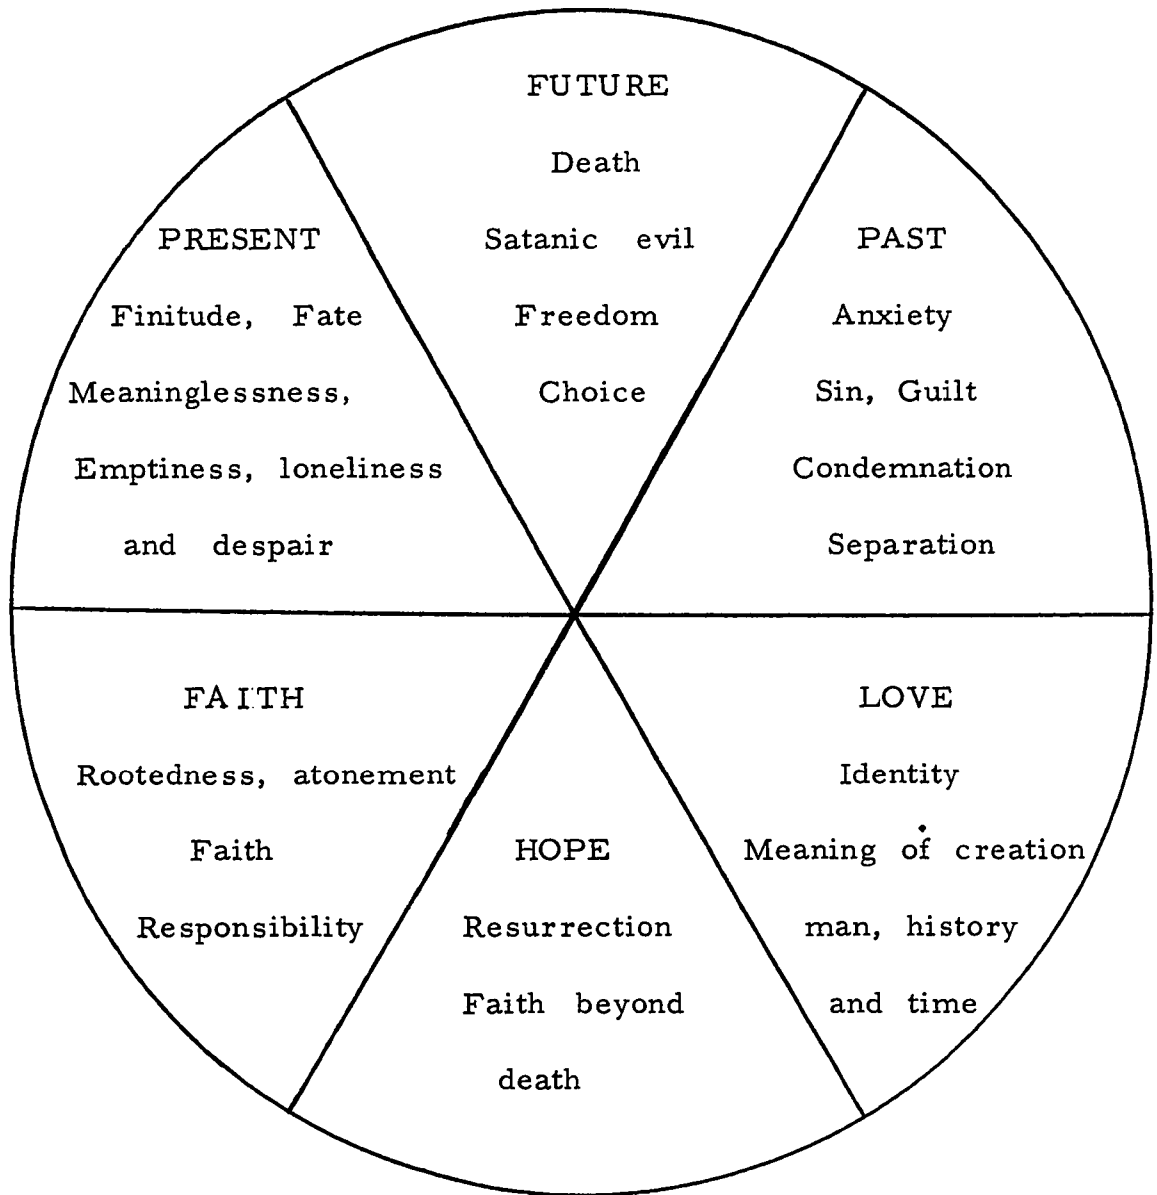 FUTURE
Death
Satanic evil
Freedom
Choice
PRESENT
Finitude, Fate
Meaninglessness,
Emptiness, loneliness
and despair
PAST
Anxiety
Sin, Guilt
Condemnation
Separation
FAITH
Rootedness, atonement
Faith
Responsibility
HOPE
Resurrection
Faith beyond
death
LOVE
Identity
Meaning of creation
man, history
and time